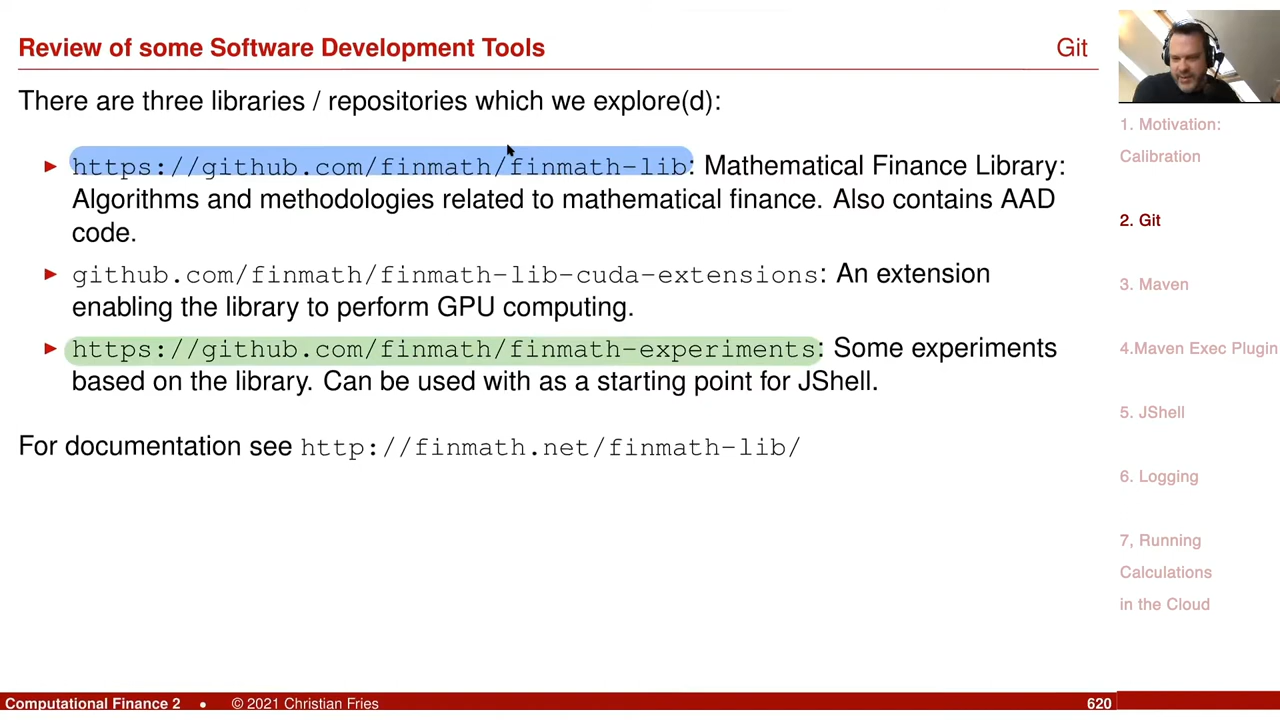 Review of some Software Development Tools
Git
There are three libraries / repositories which we explore(d):
► https://github.com/finmath/finmath-lib: Mathematical Finance Library:
Algorithms and methodologies related to mathematical finance. Also contains AAD
code.
► github.com/finmath/finmath-lib-cuda-extensions: An extension
enabling the library to perform GPU computing.
► https://github.com/finmath/finmath-experiments: Some experiments
based on the library. Can be used with as a starting point for JShell.
For documentation see http://finmath.net/finmath-lib/
1. Motivation:
Calibration
2. Git
3. Maven
4.Maven Exec Plugin
5. JShell
6. Logging
7, Running
Calculations
in the Cloud
Computational Finance 2 • © 2021 Christian Fries
620